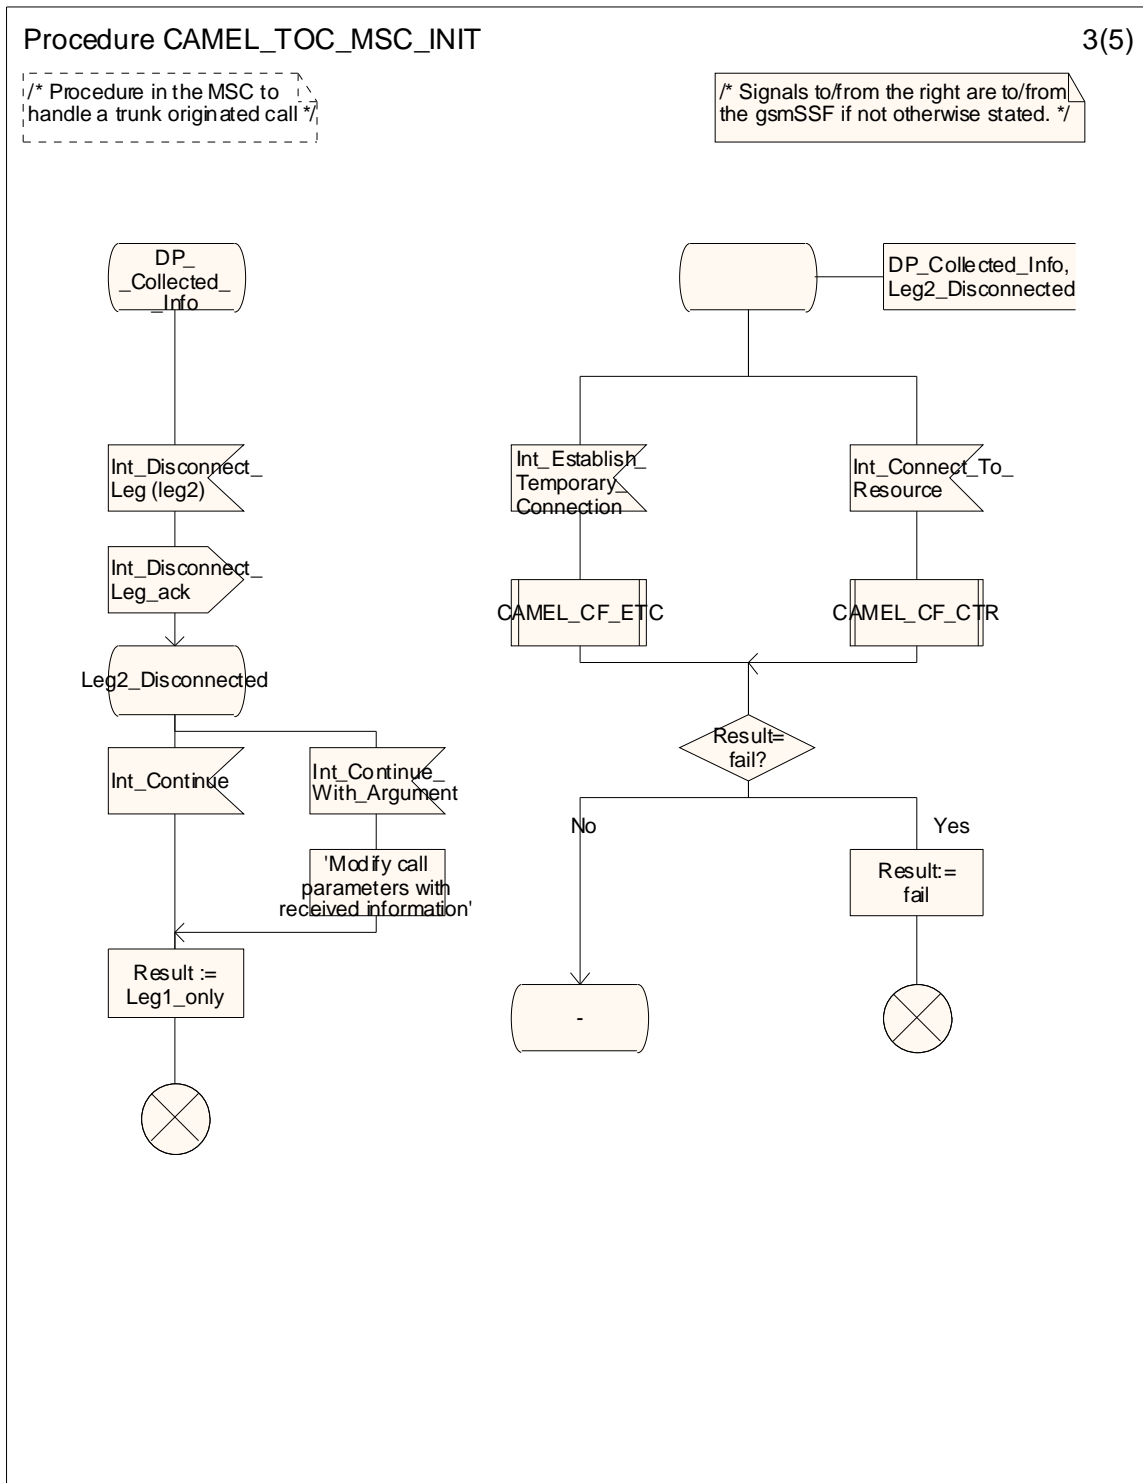 Procedure CAMEL_TOC_MSC_INIT
3(5)
/* Procedure in the MSC to
handle a trunk originated call */
/* Signals to/from the right are to/from
the gsmSSF if not otherwise stated. */
DP_
_Collected_
_Info
DP_Collected_Info,
Leg2_Disconnected
Int_Disconnect_
Leg (leg2)
Int_Establish_
Temporary_
Connection
Int_Connect_To_
Resource
Int_Disconnect_
Leg_ack
CAMEL_CF_ETC
CAMEL_CF_CTR
Leg2_Disconnected
Result=
fail?
Int_Continue
Int_Continue_
With_Argument
No
Yes
'Modify call
parameters with
received information'
Result:=
fail
Result :=
Leg1_only
-